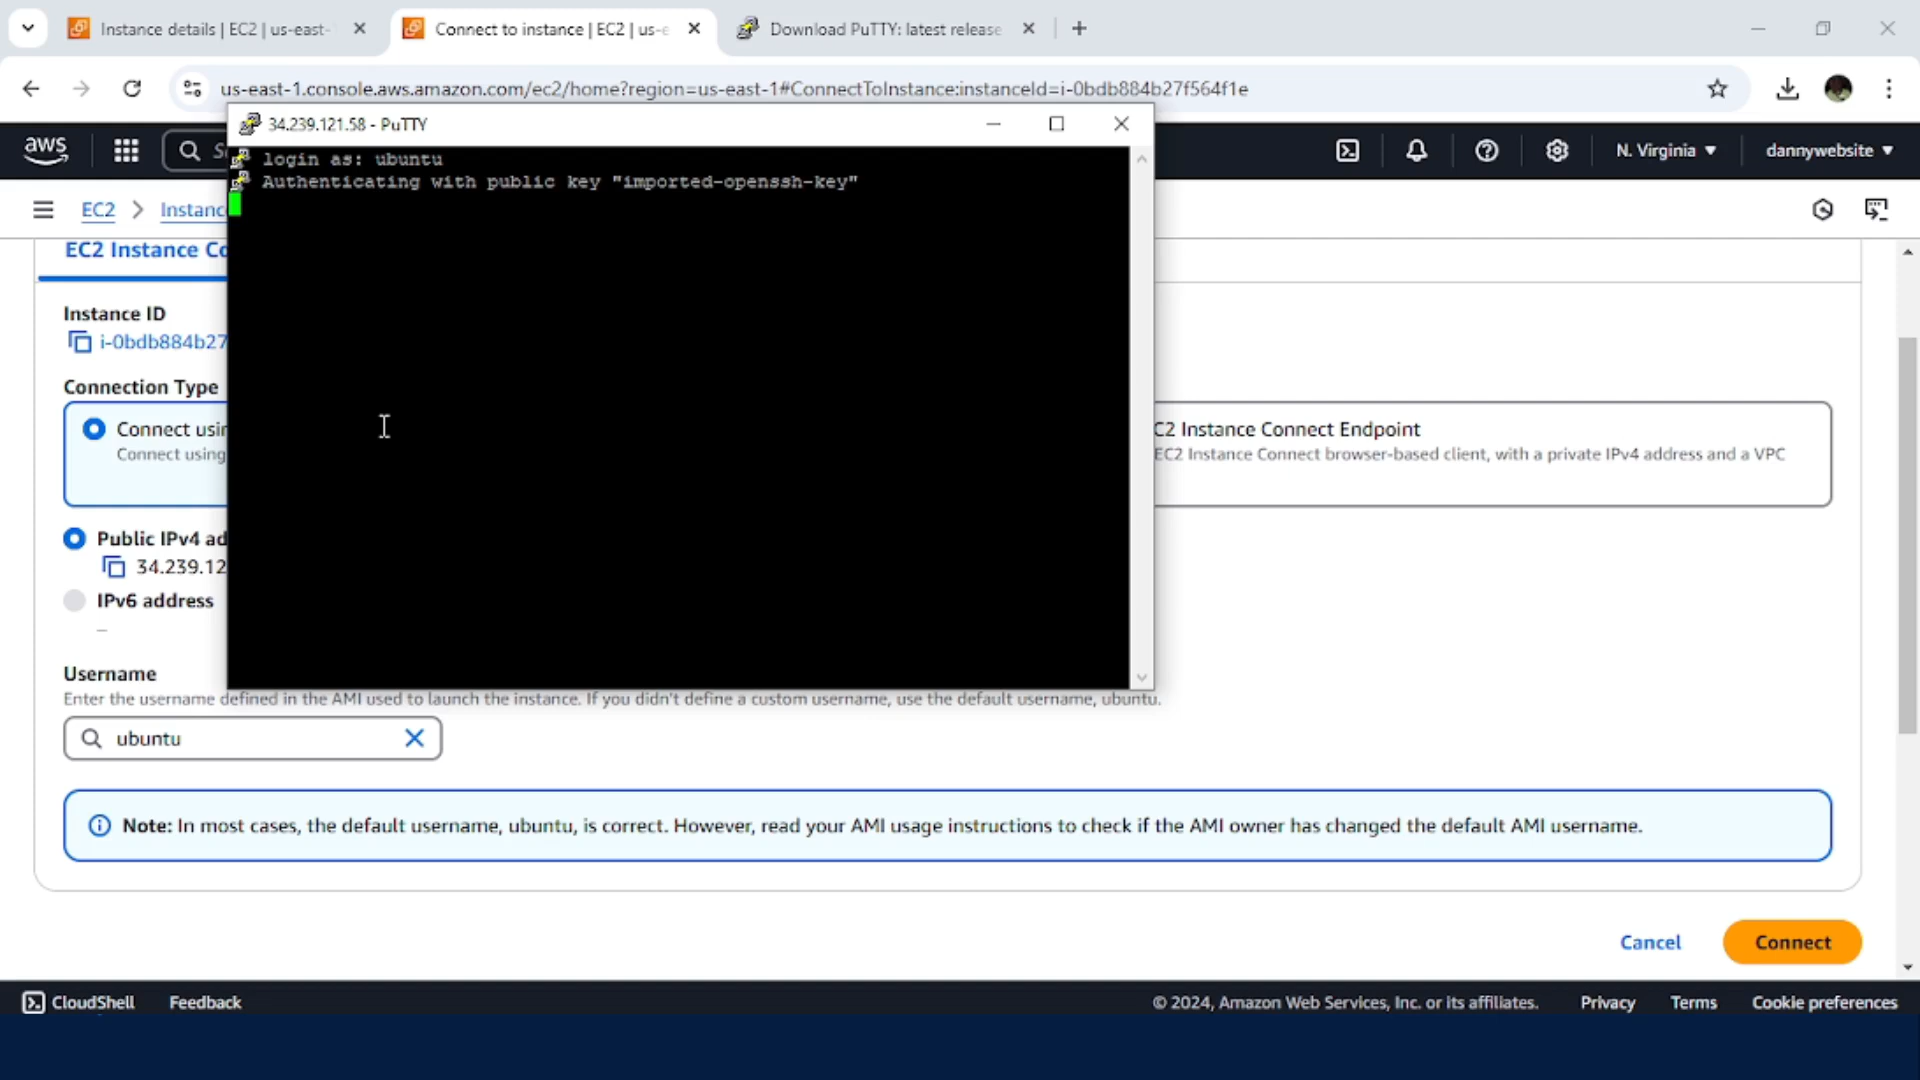 Instance details | EC2 | us-east-
Connect to instance | EC2 | us-e
Download PuTTY: latest release
us-east-1.console.aws.amazon.com/ec2/home?region=us-east-1#ConnectToInstance:instanceId=i-0bdb884b27f564f1e
34.239.121.58 - PuTTY
aws
S
N. Virginia
dannywebsite
login as: ubuntu
Authenticating with public key "imported-openssh-key"
EC2
Instanc
EC2 Instance Co
Instance ID
i-0bdb884b27
Connection Type
Connect usin
C2 Instance Connect Endpoint
Connect using
EC2 Instance Connect browser-based client, with a private IPv4 address and a VPC
Public IPv4 ad
34.239.12
IPv6 address
–
Username
Enter the username defined in the AMI used to launch the instance. If you didn't define a custom username, use the default username, ubuntu.
ubuntu
Note: In most cases, the default username, ubuntu, is correct. However, read your AMI usage instructions to check if the AMI owner has changed the default AMI username.
Cancel
Connect
CloudShell
Feedback
© 2024, Amazon Web Services, Inc. or its affiliates.
Privacy
Terms
Cookie preferences